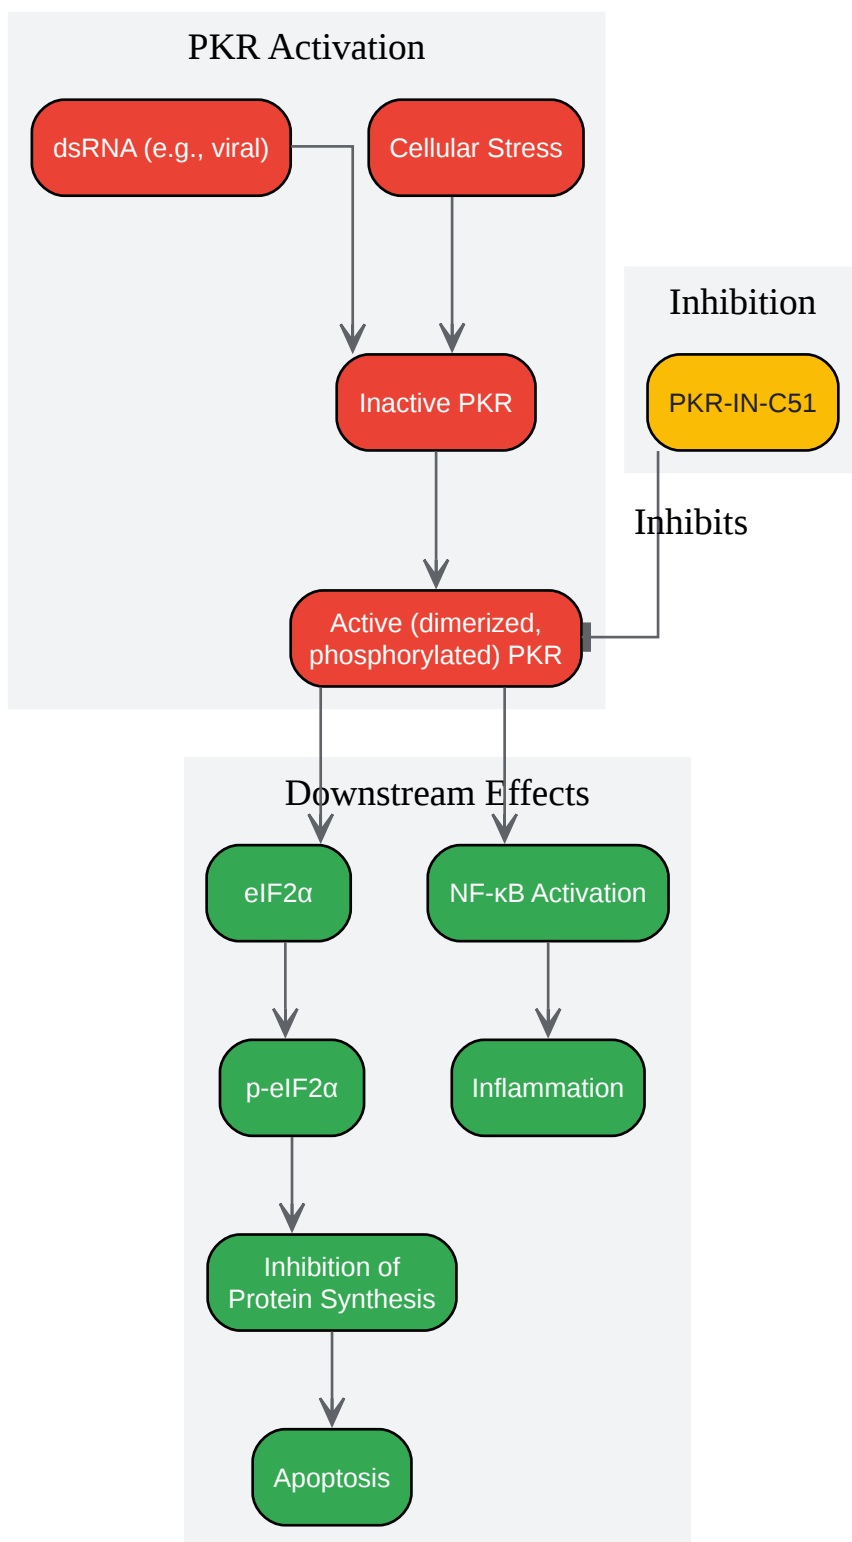 PKR Activation
dsRNA (e.g., viral)
Cellular Stress
Inhibition
Inactive PKR
PKR-IN-C51
Inhibits
Active (dimerized,
phosphorylated) PKR
Downstream Effects
eIF2α
NF-κB Activation
p-eIF2α
Inflammation
Inhibition of
Protein Synthesis
Apoptosis